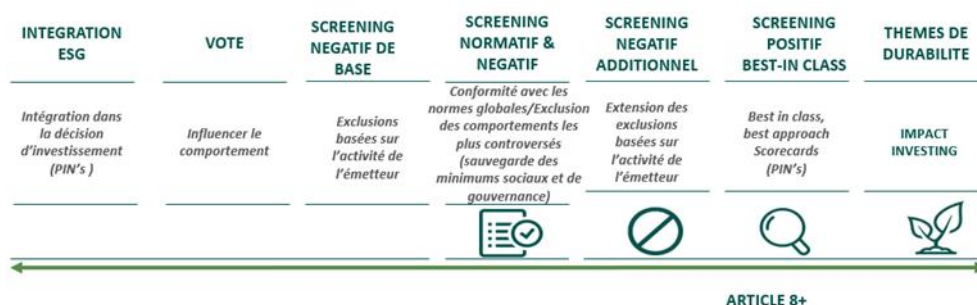 INTEGRATION
ESG
VOTE
SCREENING
NEGATIF DE
BASE
SCREENING
NORMATIF &
NEGATIF
SCREENING
NEGATIF
ADDITIONNEL
SCREENING
POSITIF
BEST-IN CLASS
THEMES DE
DURABILITE
Intégration dans
la décision
d'investissement
(PIN's )
Influencer le
comportement
Exclusions
basées sur
l'activité de
l'émetteur
Conformité avec les
normes globales/Exclusion
des comportements les
plus controversés
(sauvegarde des
minimums sociaux et de
gouvernance)
Extension des
exclusions
basées sur
l'activité de
l'émetteur
Best in class,
best approach
Scorecards
(PIN's)
IMPACT
INVESTING
ARTICLE 8+